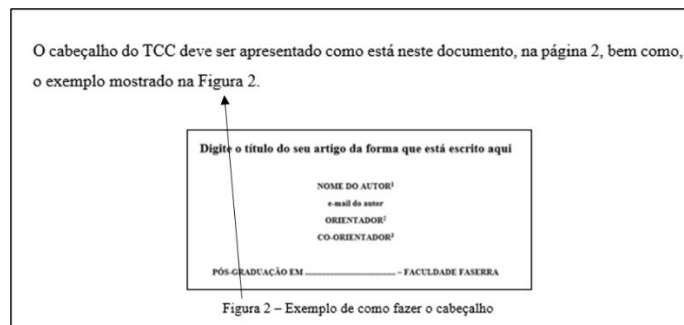 O cabeçalho do TCC deve ser apresentado como está neste documento, na página 2, bem como,
o exemplo mostrado na Figura 2.
Digite o título do seu artigo da forma que está escrito aqui
NOME DO AUTOR¹
e-mail do autor
ORIENTADOR²
CO-ORIENTADOR³
PÓS-GRADUAÇÃO EM ................................ – FACULDADE FASERRA
Figura 2 – Exemplo de como fazer o cabeçalho